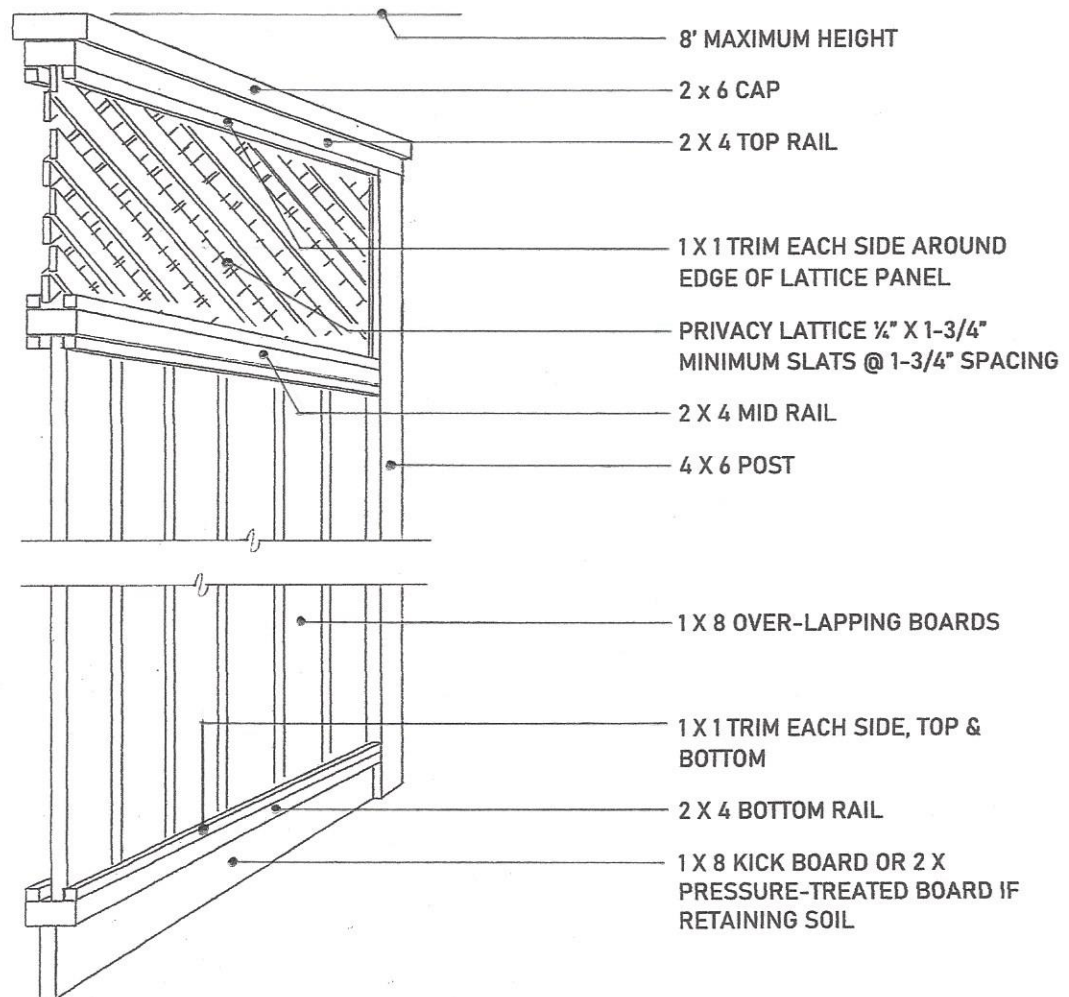 8' MAXIMUM HEIGHT
2 x 6 CAP
2 X 4 TOP RAIL
1 X 1 TRIM EACH SIDE AROUND
EDGE OF LATTICE PANEL
PRIVACY LATTICE ¼" X 1-3/4"
MINIMUM SLATS @ 1-3/4" SPACING
2 X 4 MID RAIL
4 X 6 POST
1 X 8 OVER-LAPPING BOARDS
1 X 1 TRIM EACH SIDE, TOP &
BOTTOM
2 X 4 BOTTOM RAIL
1 X 8 KICK BOARD OR 2 X
PRESSURE-TREATED BOARD IF
RETAINING SOIL